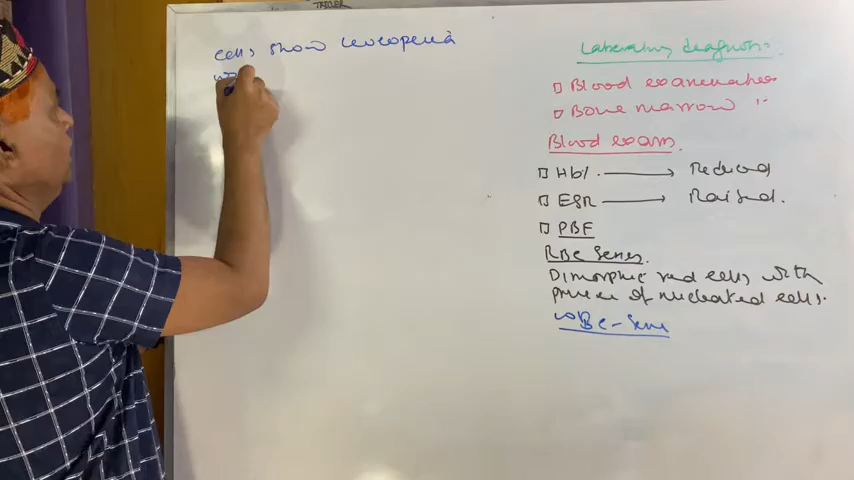 Laboratory diagnosis:
□ Blood examination
□ Bone marrow "
Blood exam.
□ Hb%. → Reduced
□ ESR → Raised.
□ PBF
RBC Series.
Dimorphic red cells with
presence of nucleated cells.
WBC-Series
cells show leucopenia